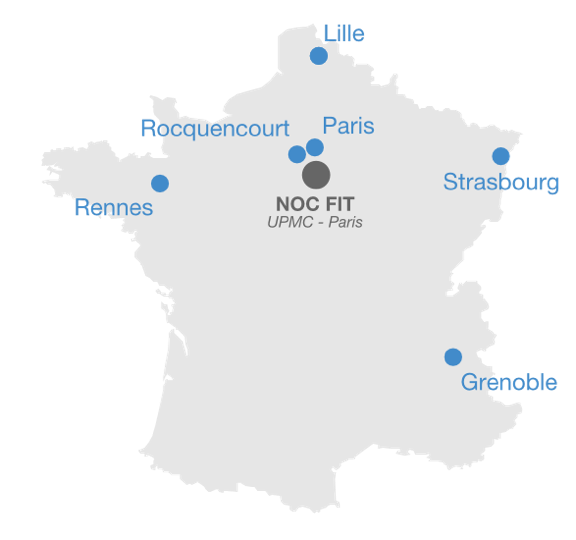 Lille
Paris
Rocquencourt
Strasbourg
Rennes
NOC FIT
UPMC - Paris
Grenoble